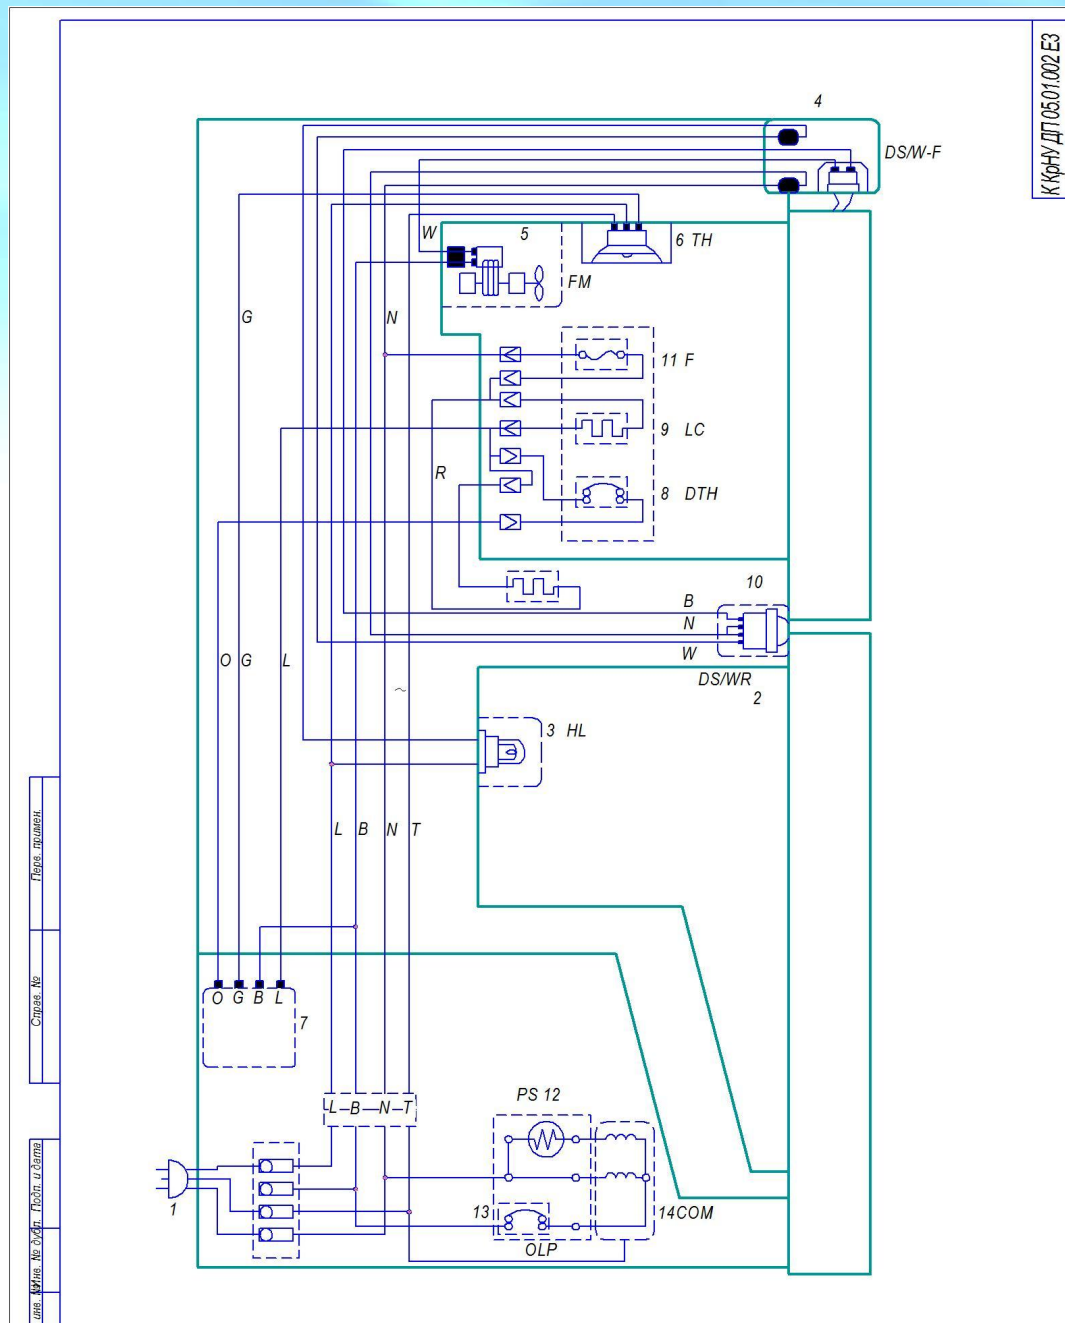 К КрНУ ДП 05.01.002 Е3
4
DS/W-F
W
5
6 TH
FM
G
N
11 F
9 LC
R
8 DTH
10
B
N
W
O G L
DS/WR
2
3 HL
L B N T
O G B L
7
L B N T
PS 12
13
14COM
OLP
1
Перв. примен.
Справ. №
Подп. и дата
Инв. № дубл.